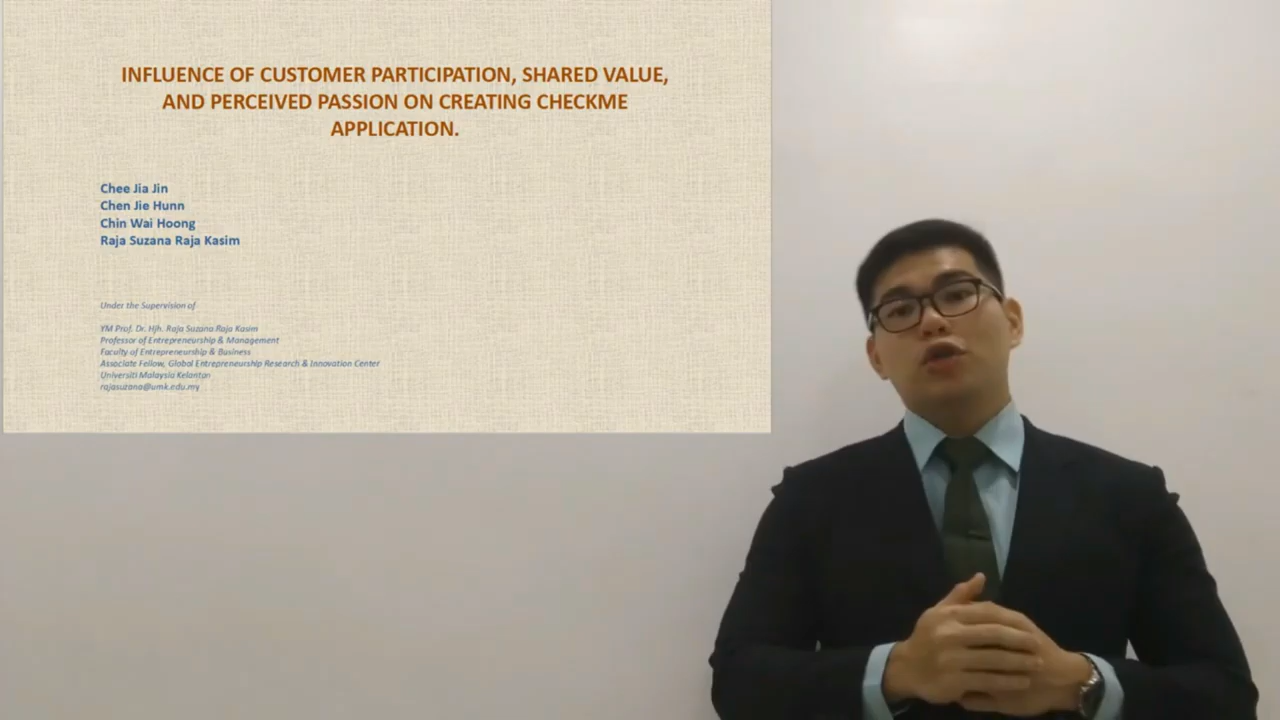 INFLUENCE OF CUSTOMER PARTICIPATION, SHARED VALUE,
AND PERCEIVED PASSION ON CREATING CHECKME
APPLICATION.
Chee Jia Jin
Chen Jie Hunn
Chin Wai Hoong
Raja Suzana Raja Kasim
Under the Supervision of
YM Prof. Dr. Hjh. Raja Suzana Raja Kasim
Professor of Entrepreneurship & Management
Faculty of Entrepreneurship & Business
Associate Fellow, Global Entrepreneurship Research & Innovation Center
Universiti Malaysia Kelantan
rajasuzana@umk.edu.my